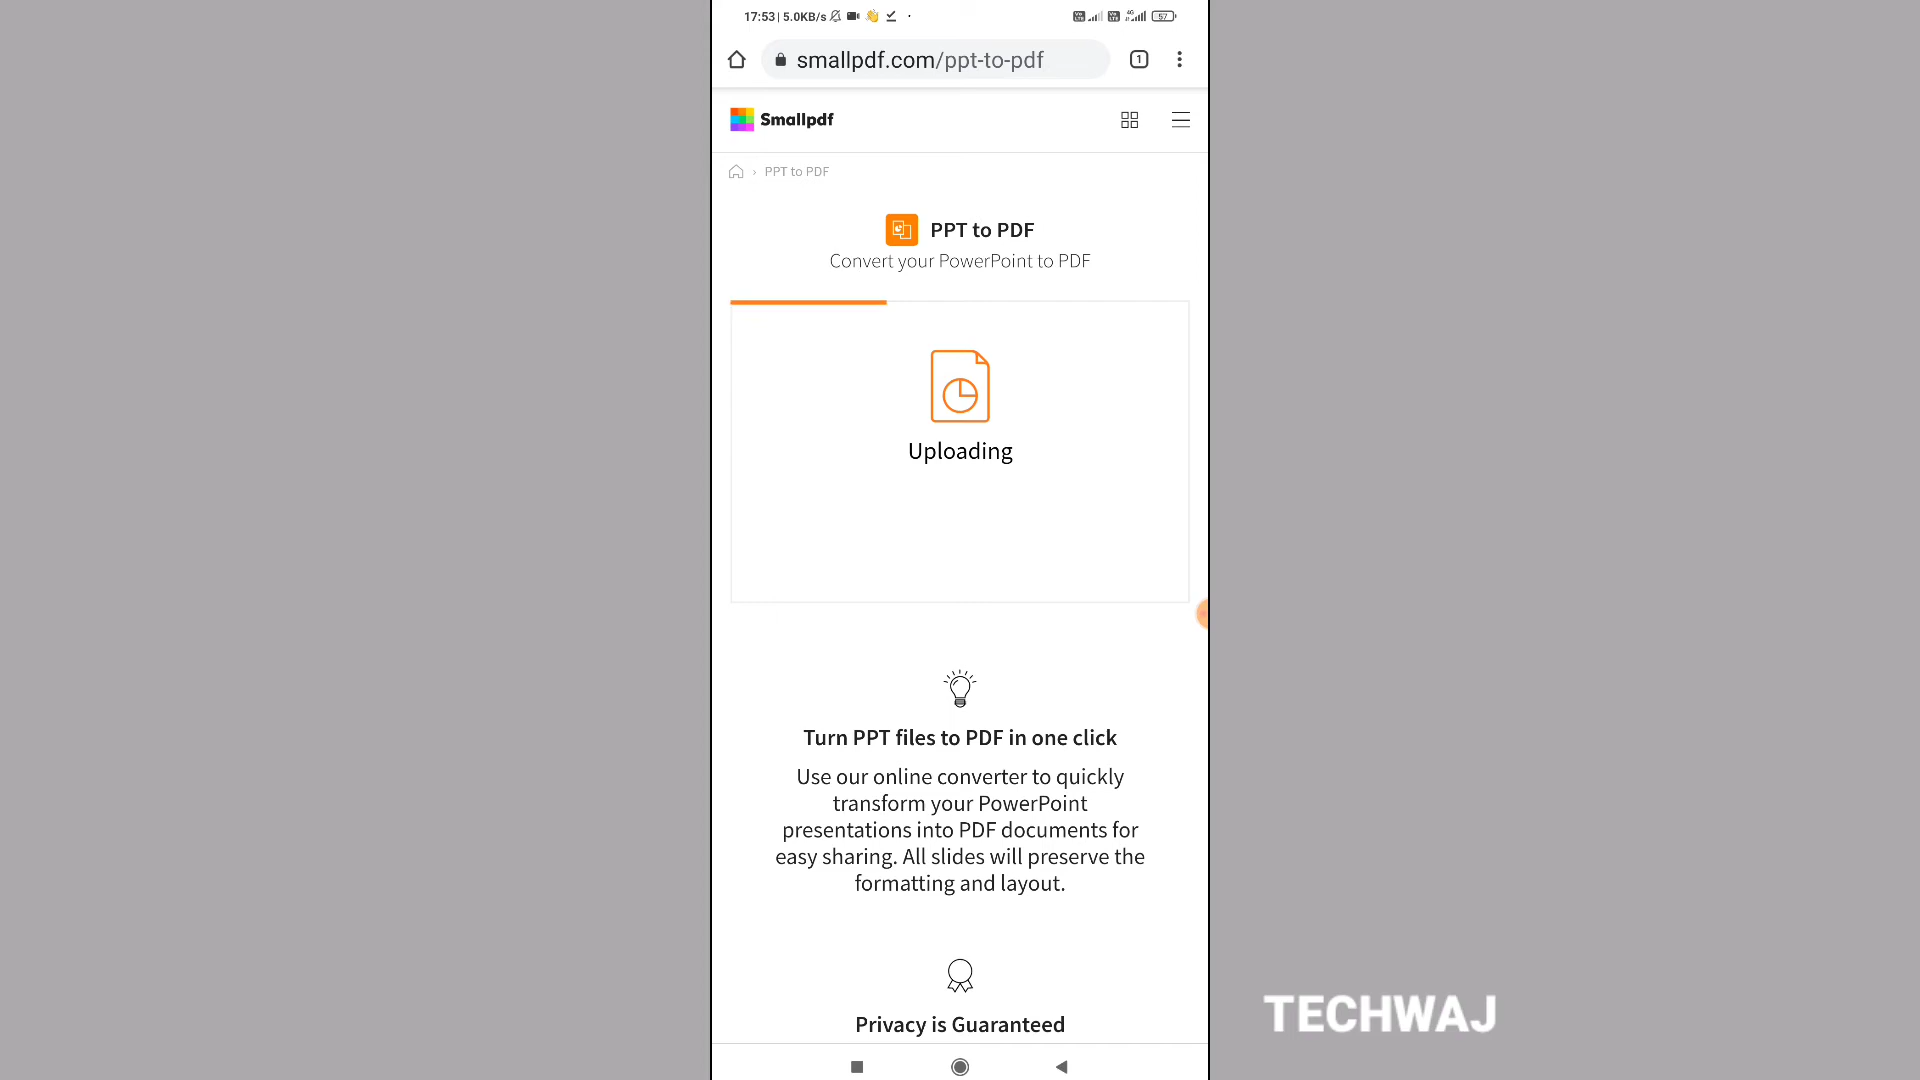 17:53 | 5.0KB/s
4G
57
smallpdf.com/ppt-to-pdf
1
Smallpdf
PPT to PDF
PPT to PDF
Convert your PowerPoint to PDF
Uploading
Turn PPT files to PDF in one click
Use our online converter to quickly
transform your PowerPoint
presentations into PDF documents for
easy sharing. All slides will preserve the
formatting and layout.
Privacy is Guaranteed
TECHWAJ